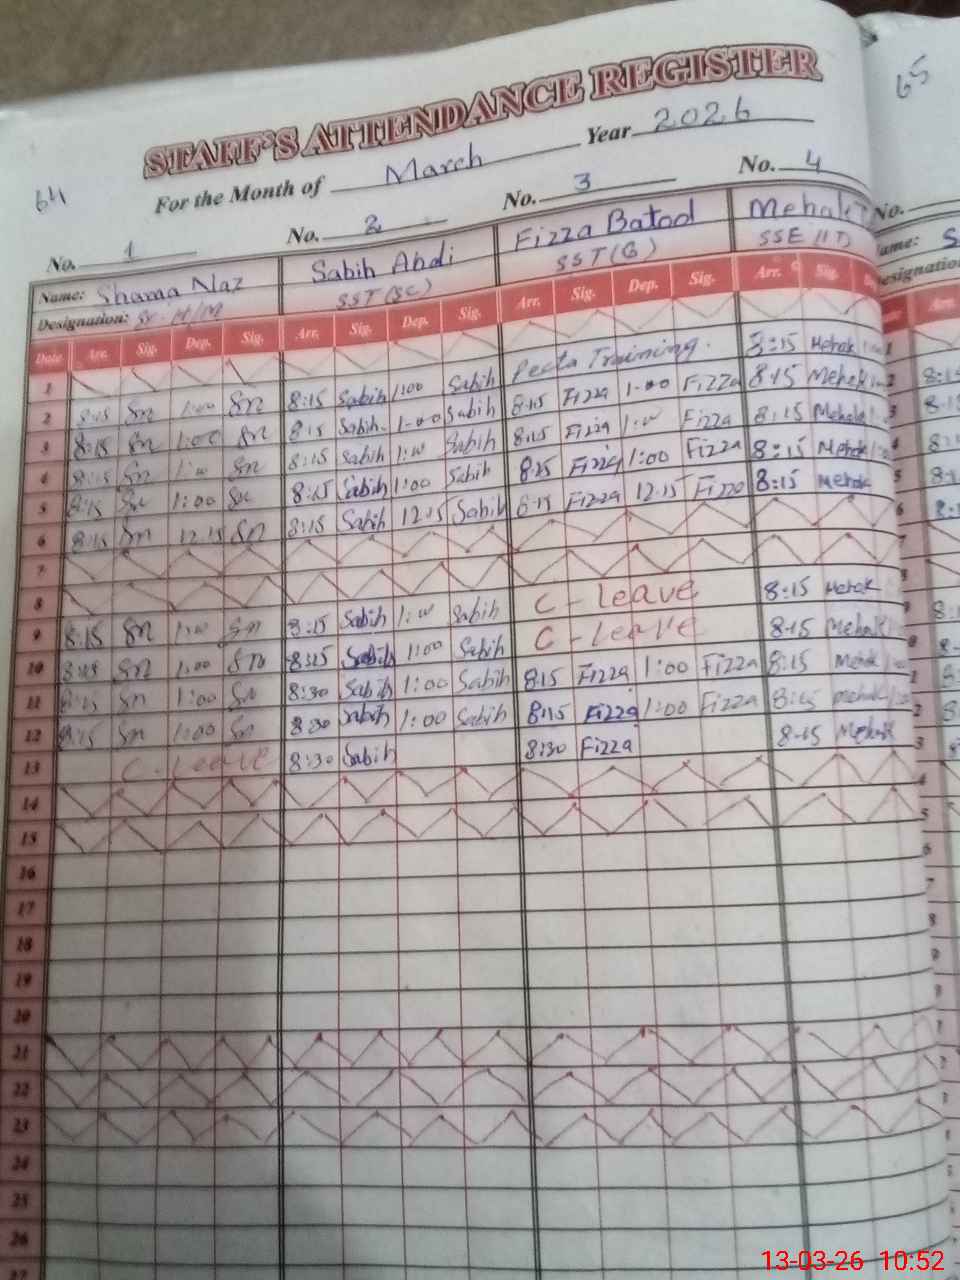 STAFF'S ATTENDANCE REGISTER
64
65
For the Month of March Year 2026
No. 1 No. 2 No. 3 No. 4 No.
Name: Shama Naz Sabih Abdi Fizza Batool Mehak
Designation: Sr. H/M SST (SC) SST (G) SSE (IT)
Date Arr. Sig. Dep. Sig. Arr. Sig. Dep. Sig. Arr. Sig. Dep. Sig. Arr. Sig.
1
2 8:15 Sn 1:00 Sn 8:15 Sabih 1:00 Sabih Pecta Training. 8:15 Mehak
3 8:15 Sn 1:00 Sn 8:15 Sabih 1-00 Sabih 8:15 Fizza 1-00 Fizza 8:15 Mehak
4 8:15 Sn 1:00 Sn 8:15 Sabih 1:00 Sabih 8:15 Fizza 1:00 Fizza 8:15 Mehak
5 8:15 Sn 1:00 Sn 8:15 Sabih 1:00 Sabih 8:15 Fizza 1:00 Fizza 8:15 Mehak
6 8:15 Sn 12:15 Sn 8:15 Sabih 12:15 Sabih 8:15 Fizza 12:15 Fizza 8:15 Mehak
7
8
9 8:15 Sn 1:00 Sn 8:15 Sabih 1:00 Sabih C - Leave 8:15 Mehak
10 8:15 Sn 1:00 Sn 8:15 Sabih 1:00 Sabih C - Leave 8:15 Mehak
11 8:15 Sn 1:00 Sn 8:30 Sabih 1:00 Sabih 8:15 Fizza 1:00 Fizza 8:15 Mehak
12 8:15 Sn 1:00 Sn 8:30 Sabih 1:00 Sabih 8:15 Fizza 1:00 Fizza 8:15 Mehak
13 C - Leave 8:30 Sabih 8:30 Fizza 8:15 Mehak
14
15
16
17
18
19
20
21
22
23
24
25
26
27
13-03-26 10:52